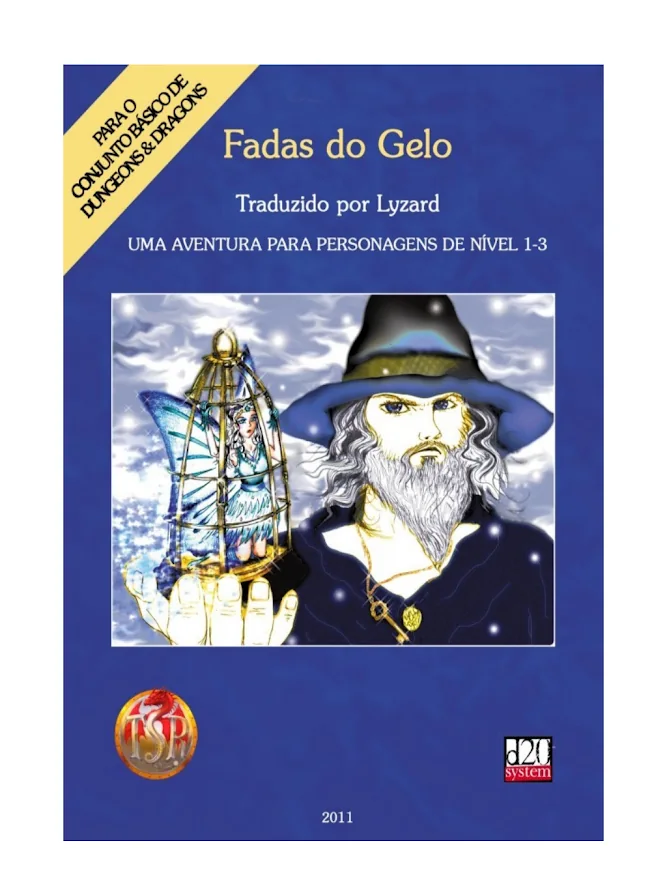 PARA O
CONJUNTO BÁSICO DE
DUNGEONS & DRAGONS
Fadas do Gelo
Traduzido por Lyzard
UMA AVENTURA PARA PERSONAGENS DE NÍVEL 1-3
TSR
d20
system
2011